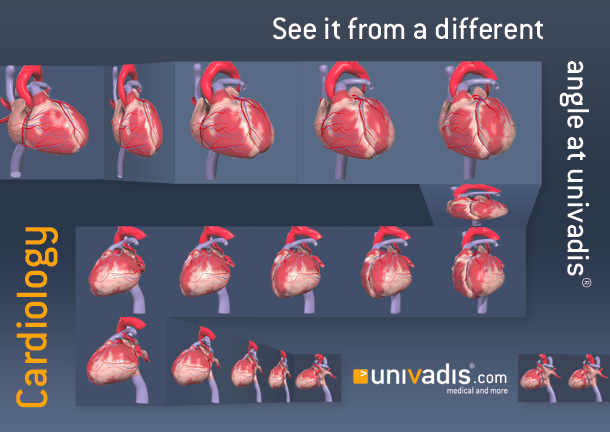 See it from a different
angle at univadis®
Cardiology
univadis®.com
medical and more